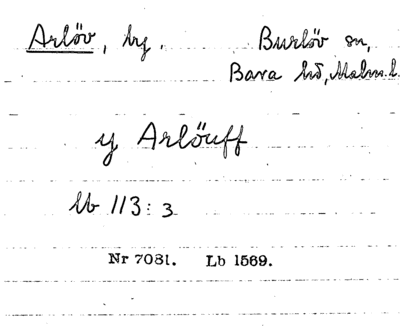 Arlöv, by. Burlöv sn,
Bara hd, Malm. l.
y Arlöuff
lb 113:3
Nr 7081. Lb 1569.